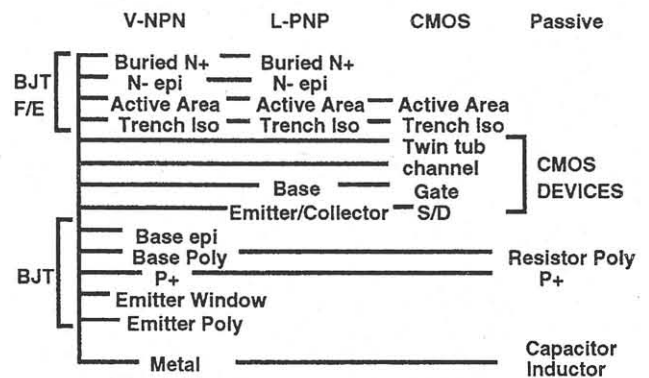 V-NPN L-PNP CMOS Passive
Buried N+ Buried N+
BJT F/E
N- epi N- epi
Active Area Active Area Active Area
Trench Iso Trench Iso Trench Iso
Twin tub
channel
CMOS DEVICES
Base Gate
Emitter/Collector S/D
Base epi
Base Poly Resistor Poly
BJT P+ P+
Emitter Window
Emitter Poly
Metal Capacitor
Inductor